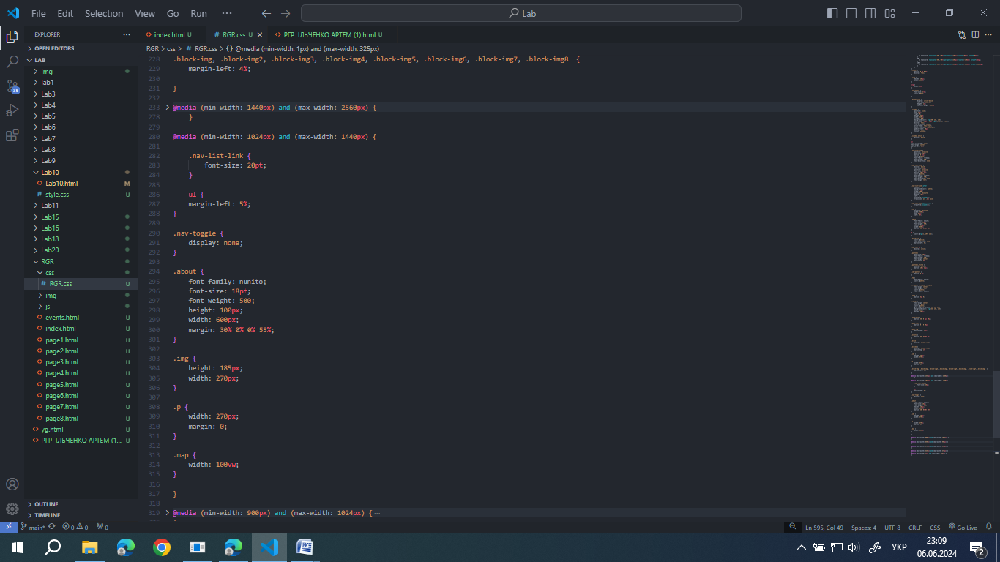 File Edit Selection View Go Run ··· Lab
EXPLORER ···
index.html U
RGR.css U
РГР ІЛЬЧЕНКО АРТЕМ (1).html U
OPEN EDITORS
LAB
img
lab1
Lab3
Lab4
Lab5
Lab6
Lab7
Lab8
Lab9
Lab10
Lab10.html M
style.css U
Lab11
Lab15
Lab16
Lab18
Lab20
RGR
css
RGR.css U
img
js
events.html U
index.html U
page1.html U
page2.html U
page3.html U
page4.html U
page5.html U
page6.html U
page7.html U
page8.html U
yg.html U
РГР ІЛЬЧЕНКО АРТЕМ (1... U
OUTLINE
TIMELINE
RGR > css > # RGR.css > {} @media (min-width: 1px) and (max-width: 325px)
228 .block-img, .block-img2, .block-img3, .block-img4, .block-img5, .block-img6, .block-img7, .block-img8 {
229 margin-left: 4%;
230
231 }
232
233 @media (min-width: 1440px) and (max-width: 2560px) {···
278 }
279
280 @media (min-width: 1024px) and (max-width: 1440px) {
281
282 .nav-list-link {
283 font-size: 20pt;
284 }
285
286 ul {
287 margin-left: 5%;
288 }
289
290 .nav-toggle {
291 display: none;
292 }
293
294 .about {
295 font-family: nunito;
296 font-size: 18pt;
297 font-weight: 500;
298 height: 100px;
299 width: 600px;
300 margin: 30% 0% 0% 55%;
301 }
302
303 .img {
304 height: 185px;
305 width: 270px;
306 }
307
308 .p {
309 width: 270px;
310 margin: 0;
311 }
312
313 .map {
314 width: 100vw;
315 }
316
317 }
318
319 @media (min-width: 900px) and (max-width: 1024px) {···
35
main* 0 0 0
Ln 595, Col 49 Spaces: 4 UTF-8 CRLF CSS Go Live
УКР
23:09
06.06.2024
2